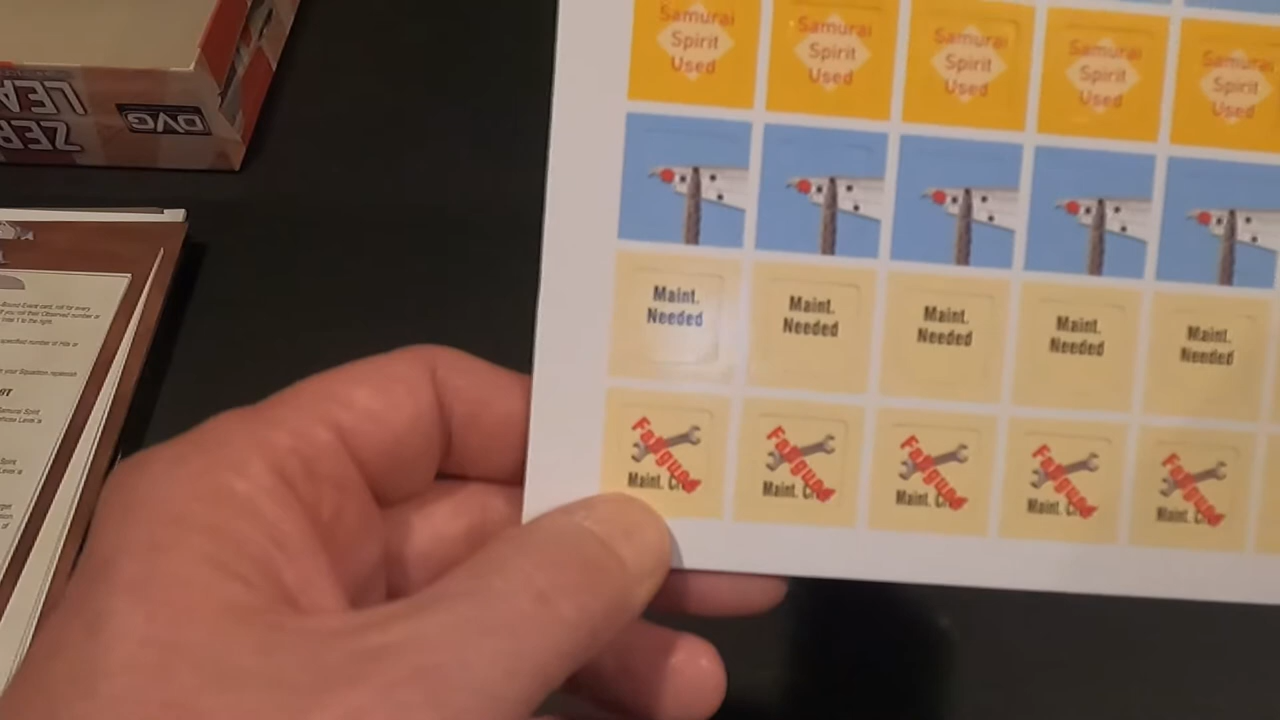 Samurai
Spirit
Used
Samurai
Spirit
Used
Samurai
Spirit
Used
Samurai
Spirit
Used
Samurai
Spirit
Used
Maint.
Needed
Maint.
Needed
Maint.
Needed
Maint.
Needed
Maint.
Needed
Fatigued
Maint.
Fatigued
Maint.
Fatigued
Maint.
Fatigued
Maint.
Fatigued
Maint.
ZER
LEA
DVG